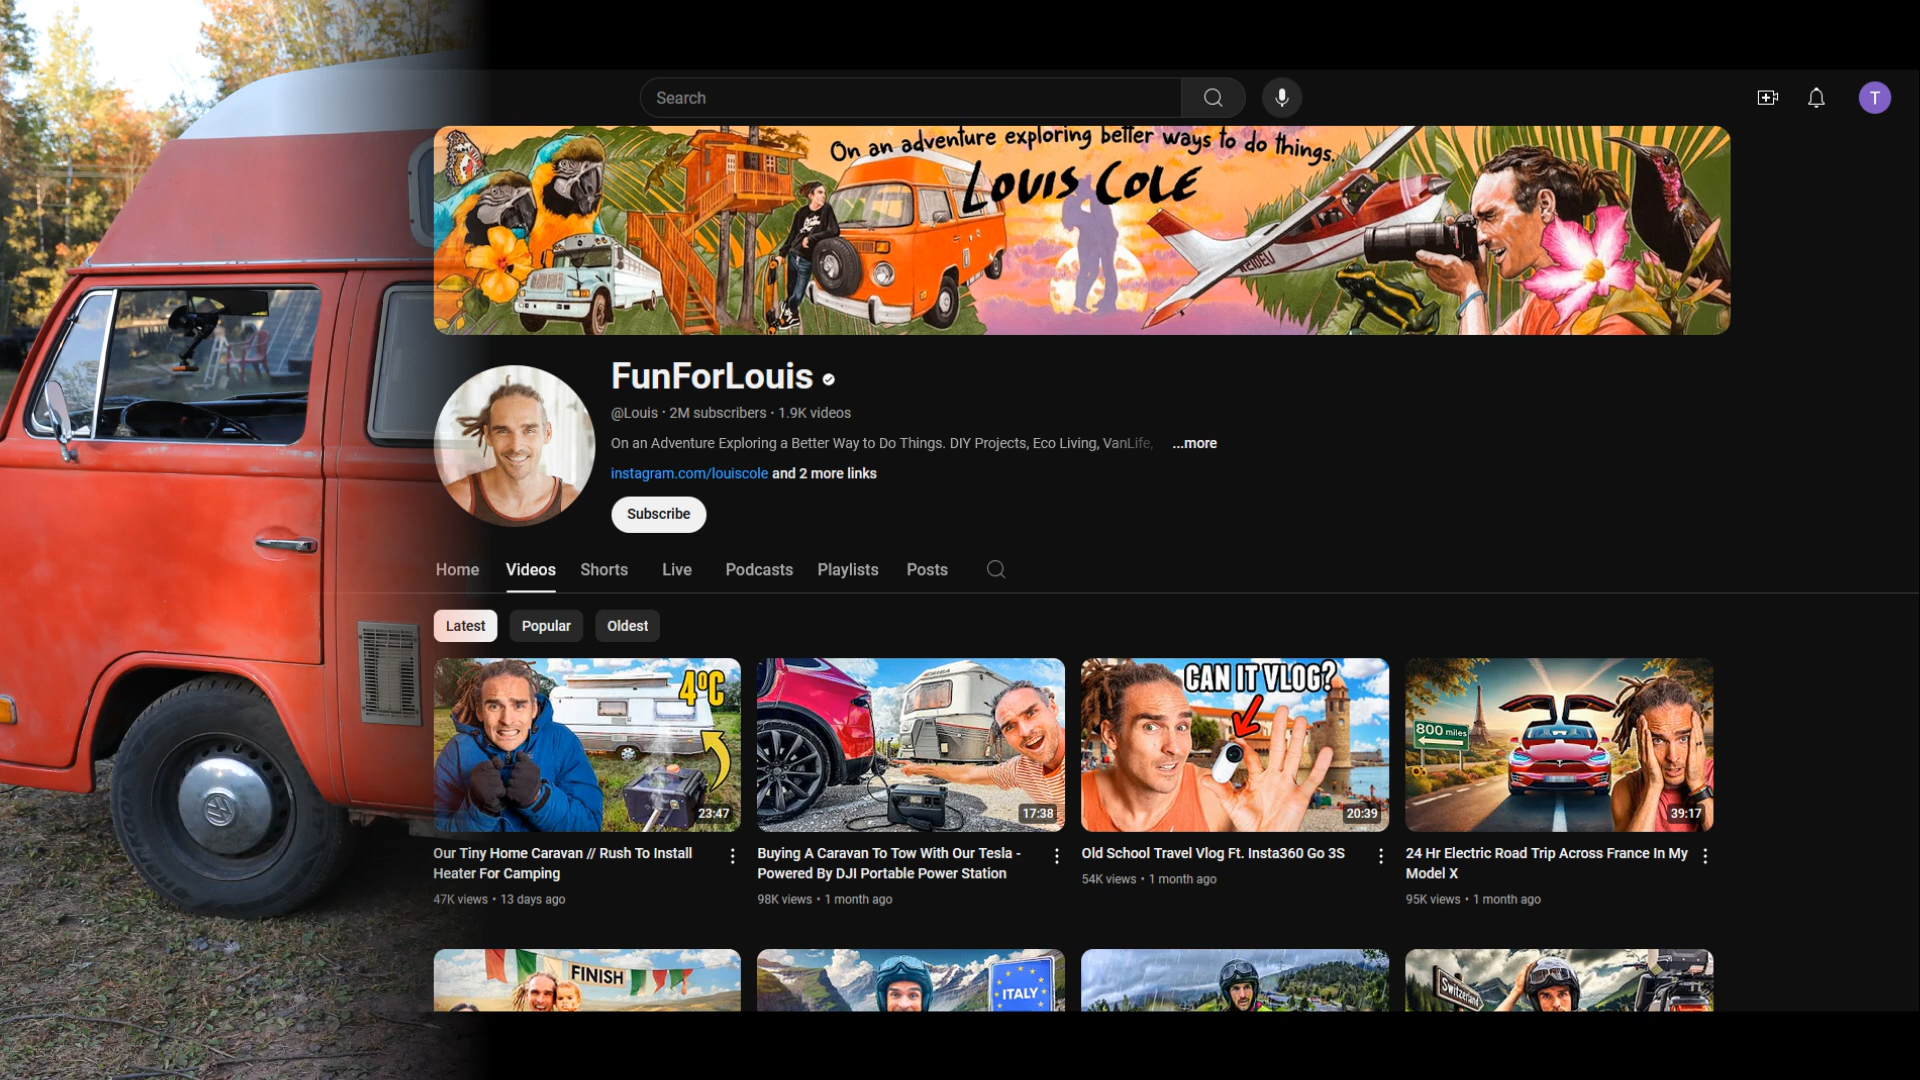 Search
T
On an adventure exploring better ways to do things.
LOUIS COLE
N210EU
FunForLouis
@Louis · 2M subscribers · 1.9K videos
On an Adventure Exploring a Better Way to Do Things. DIY Projects, Eco Living, VanLife, ...more
instagram.com/louiscole and 2 more links
Subscribe
Home Videos Shorts Live Podcasts Playlists Posts
Latest Popular Oldest
4°C
23:47
17:38
CAN IT VLOG?
20:39
800 miles
39:17
Our Tiny Home Caravan // Rush To Install
Heater For Camping
47K views • 13 days ago
Buying A Caravan To Tow With Our Tesla -
Powered By DJI Portable Power Station
98K views • 1 month ago
Old School Travel Vlog Ft. Insta360 Go 3S
54K views • 1 month ago
24 Hr Electric Road Trip Across France In My
Model X
95K views • 1 month ago
FINISH
ITALY
Switzerland